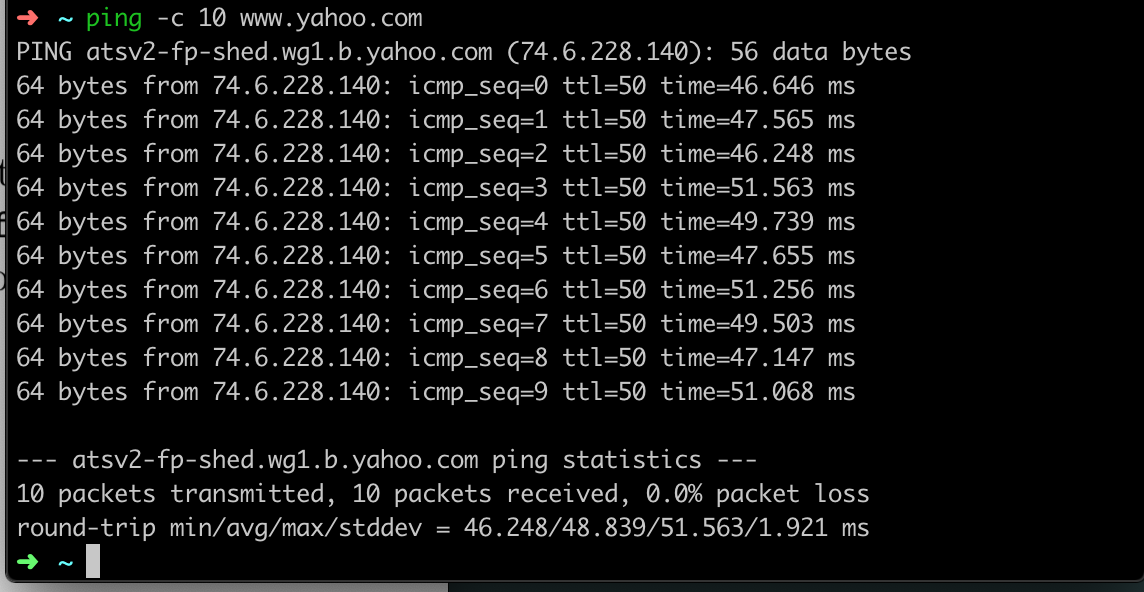 ➜ ~ ping -c 10 www.yahoo.com
PING atsv2-fp-shed.wg1.b.yahoo.com (74.6.228.140): 56 data bytes
64 bytes from 74.6.228.140: icmp_seq=0 ttl=50 time=46.646 ms
64 bytes from 74.6.228.140: icmp_seq=1 ttl=50 time=47.565 ms
64 bytes from 74.6.228.140: icmp_seq=2 ttl=50 time=46.248 ms
64 bytes from 74.6.228.140: icmp_seq=3 ttl=50 time=51.563 ms
64 bytes from 74.6.228.140: icmp_seq=4 ttl=50 time=49.739 ms
64 bytes from 74.6.228.140: icmp_seq=5 ttl=50 time=47.655 ms
64 bytes from 74.6.228.140: icmp_seq=6 ttl=50 time=51.256 ms
64 bytes from 74.6.228.140: icmp_seq=7 ttl=50 time=49.503 ms
64 bytes from 74.6.228.140: icmp_seq=8 ttl=50 time=47.147 ms
64 bytes from 74.6.228.140: icmp_seq=9 ttl=50 time=51.068 ms
--- atsv2-fp-shed.wg1.b.yahoo.com ping statistics ---
10 packets transmitted, 10 packets received, 0.0% packet loss
round-trip min/avg/max/stddev = 46.248/48.839/51.563/1.921 ms
➜ ~